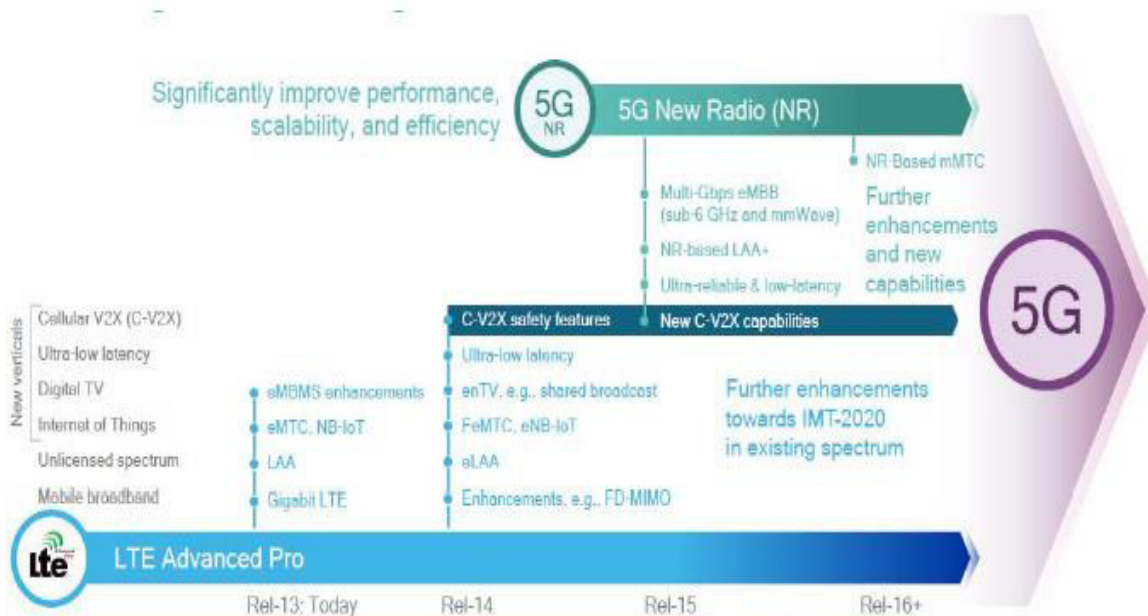 Significantly improve performance,
scalability, and efficiency
5G
NR
5G New Radio (NR)
NR-Based mMTC
Multi-Gbps eMBB
(sub-6 GHz and mmWave)
NR-based LAA+
Ultra-reliable & low-latency
Further
enhancements
and new
capabilities
5G
New verticals
Cellular V2X (C-V2X)
C-V2X safety features
New C-V2X capabilities
Ultra-low latency
Ultra-low latency
Digital TV
eMBMS enhancements
enTV, e.g., shared broadcast
Internet of Things
eMTC, NB-IoT
FeMTC, eNB-IoT
Unlicensed spectrum
LAA
eLAA
Mobile broadband
Gigabit LTE
Enhancements, e.g., FD-MIMO
Further enhancements
towards IMT-2020
in existing spectrum
Lte
LTE Advanced Pro
Rel-13: Today
Rel-14
Rel-15
Rel-16+